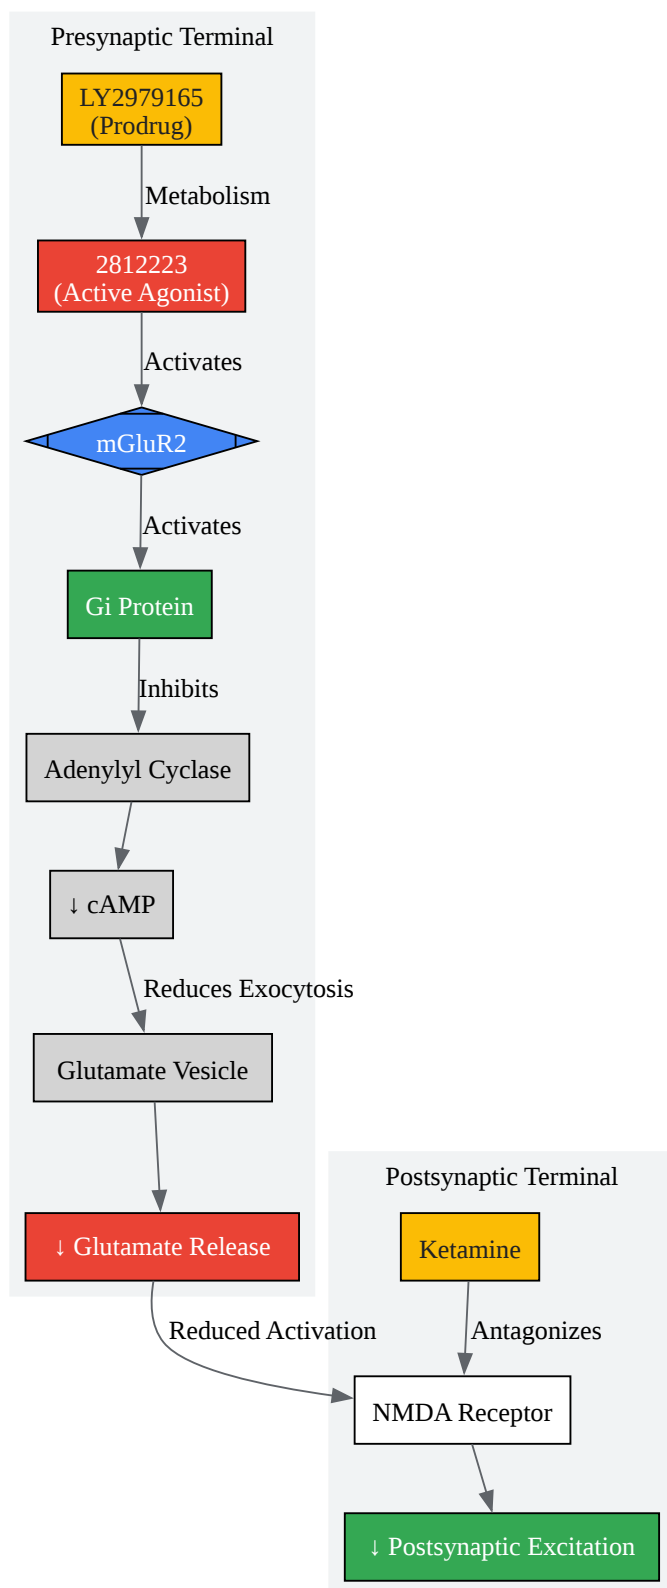 Presynaptic Terminal
LY2979165
(Prodrug)
Metabolism
2812223
(Active Agonist)
Activates
mGluR2
Activates
Gi Protein
Inhibits
Adenylyl Cyclase
↓ cAMP
Reduces Exocytosis
Glutamate Vesicle
↓ Glutamate Release
Postsynaptic Terminal
Ketamine
Reduced Activation
Antagonizes
NMDA Receptor
↓ Postsynaptic Excitation